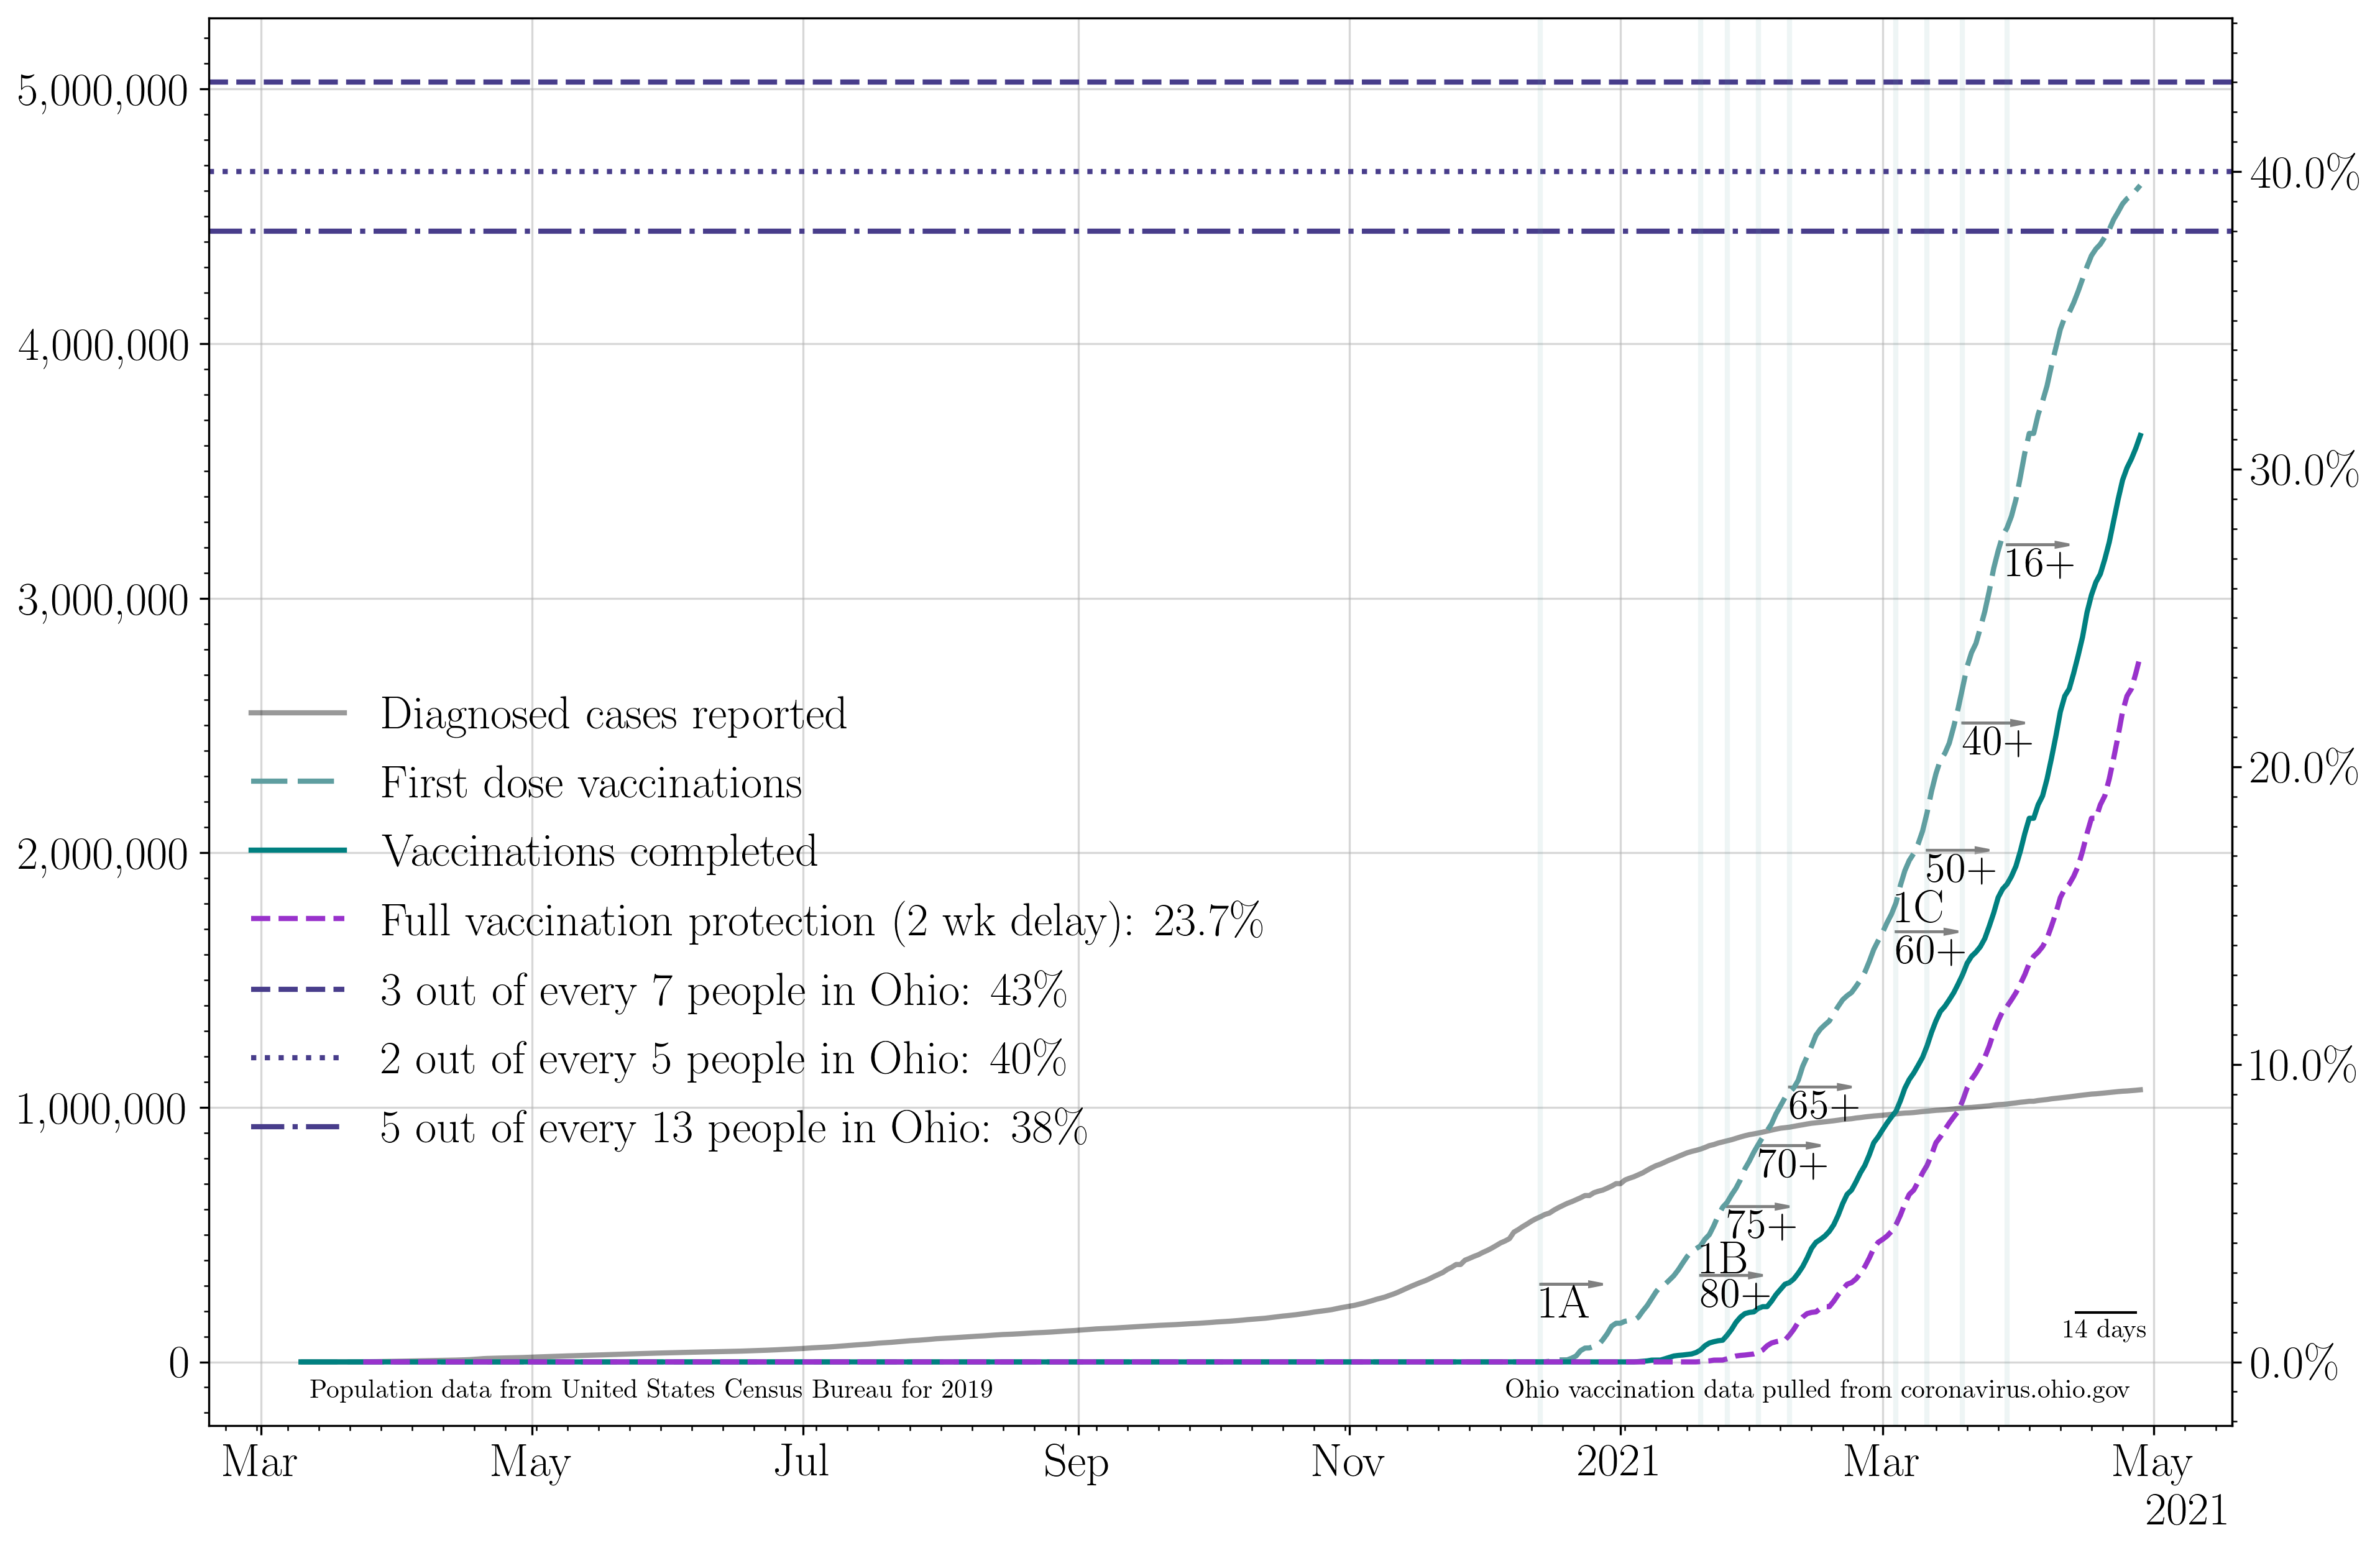 5,000,000
4,000,000
3,000,000
2,000,000
1,000,000
0
40.0%
30.0%
20.0%
10.0%
0.0%
Diagnosed cases reported
First dose vaccinations
Vaccinations completed
Full vaccination protection (2 wk delay): 23.7%
3 out of every 7 people in Ohio: 43%
2 out of every 5 people in Ohio: 40%
5 out of every 13 people in Ohio: 38%
16+
40+
50+
1C
60+
65+
70+
75+
1B
80+
1A
14 days
Population data from United States Census Bureau for 2019
Ohio vaccination data pulled from coronavirus.ohio.gov
Mar May Jul Sep Nov 2021 Mar May
2021